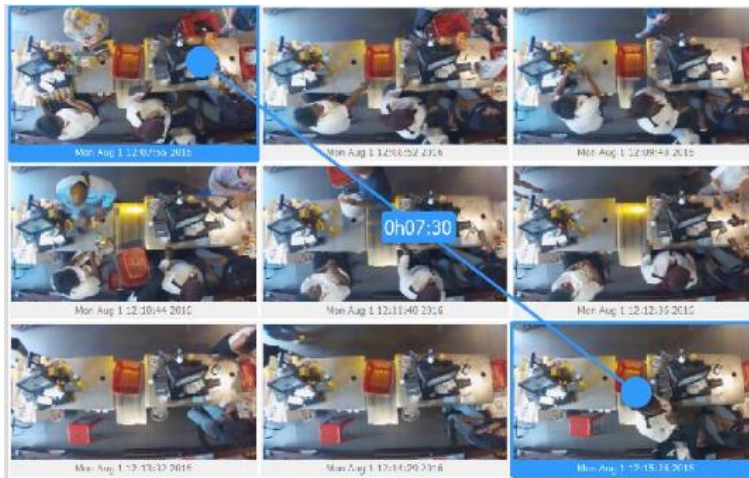 Mon Aug 1 12:07:56 2016
Mon Aug 1 12:08:52 2016
Mon Aug 1 12:09:48 2016
0h07:30
Mon Aug 1 12:10:44 2016
Mon Aug 1 12:11:40 2016
Mon Aug 1 12:12:36 2016
Mon Aug 1 12:13:32 2016
Mon Aug 1 12:14:29 2016
Mon Aug 1 12:15:26 2016